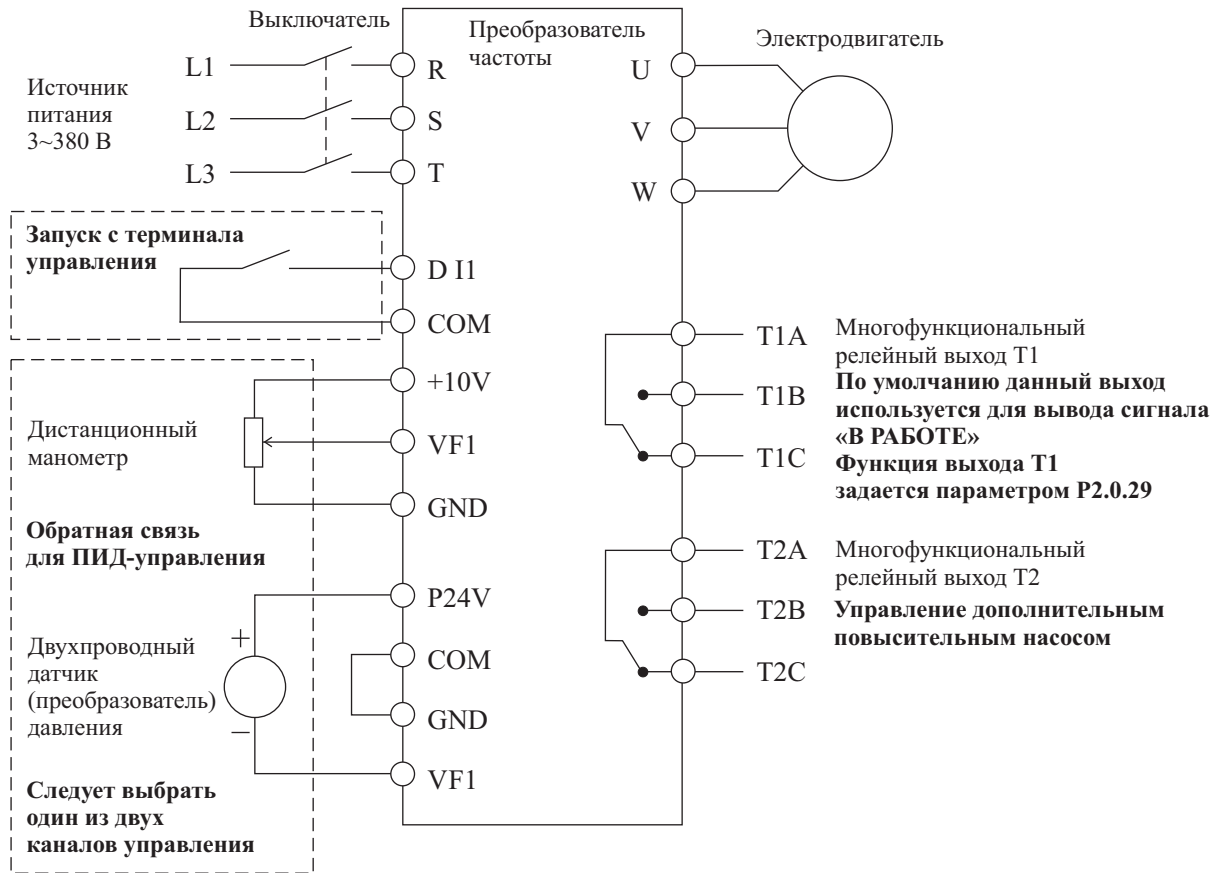 Выключатель
Источник
питания
3~380 В
L1
L2
L3
Преобразователь
частоты
R
S
T
U
V
W
Электродвигатель
Запуск с терминала
управления
D I1
COM
Дистанционный
манометр
+10V
VF1
GND
Обратная связь
для ПИД-управления
Двухпроводный
датчик
(преобразователь)
давления
+
−
P24V
COM
GND
VF1
Следует выбрать
один из двух
каналов управления
T1A
T1B
T1C
Многофункциональный
релейный выход T1
По умолчанию данный выход
используется для вывода сигнала
«В РАБОТЕ»
Функция выхода T1
задается параметром P2.0.29
T2A
T2B
T2C
Многофункциональный
релейный выход T2
Управление дополнительным
повысительным насосом